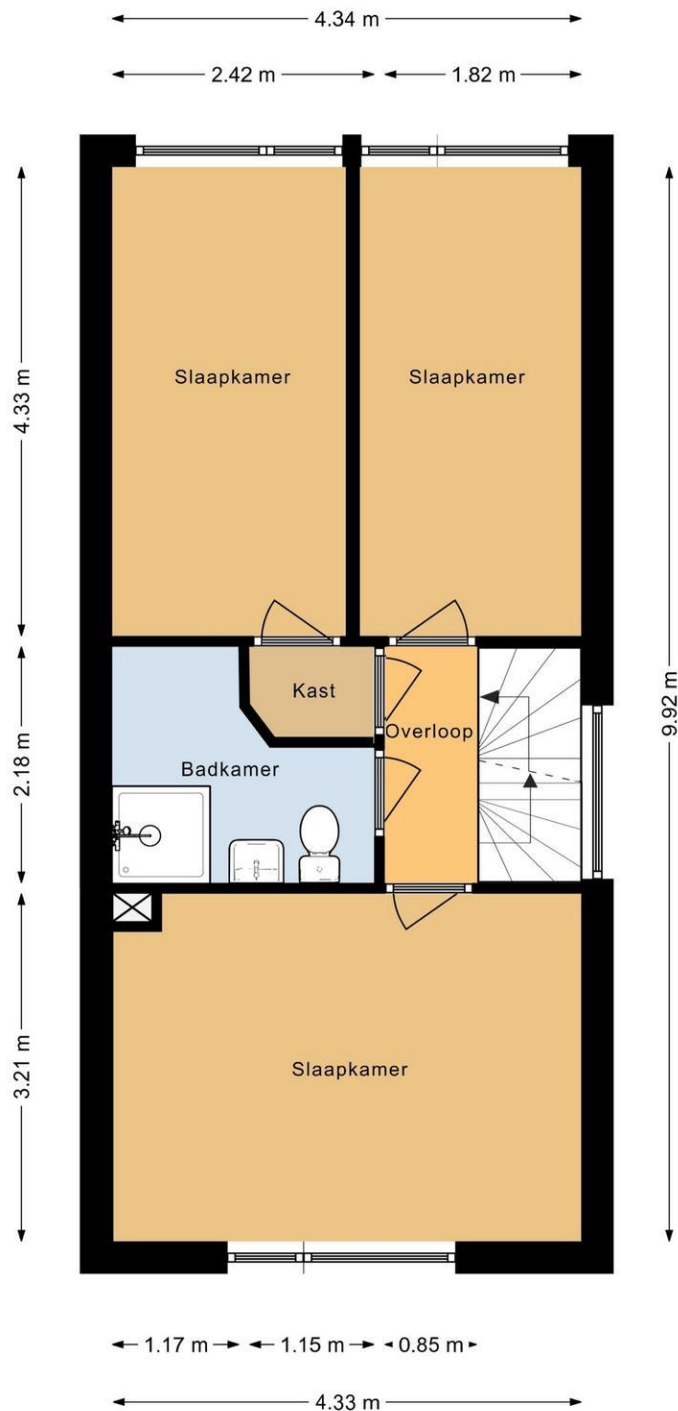 4.34 m
2.42 m
1.82 m
Slaapkamer
Slaapkamer
4.33 m
9.92 m
Kast
Overloop
Badkamer
2.18 m
Slaapkamer
3.21 m
1.17 m
1.15 m
0.85 m
4.33 m